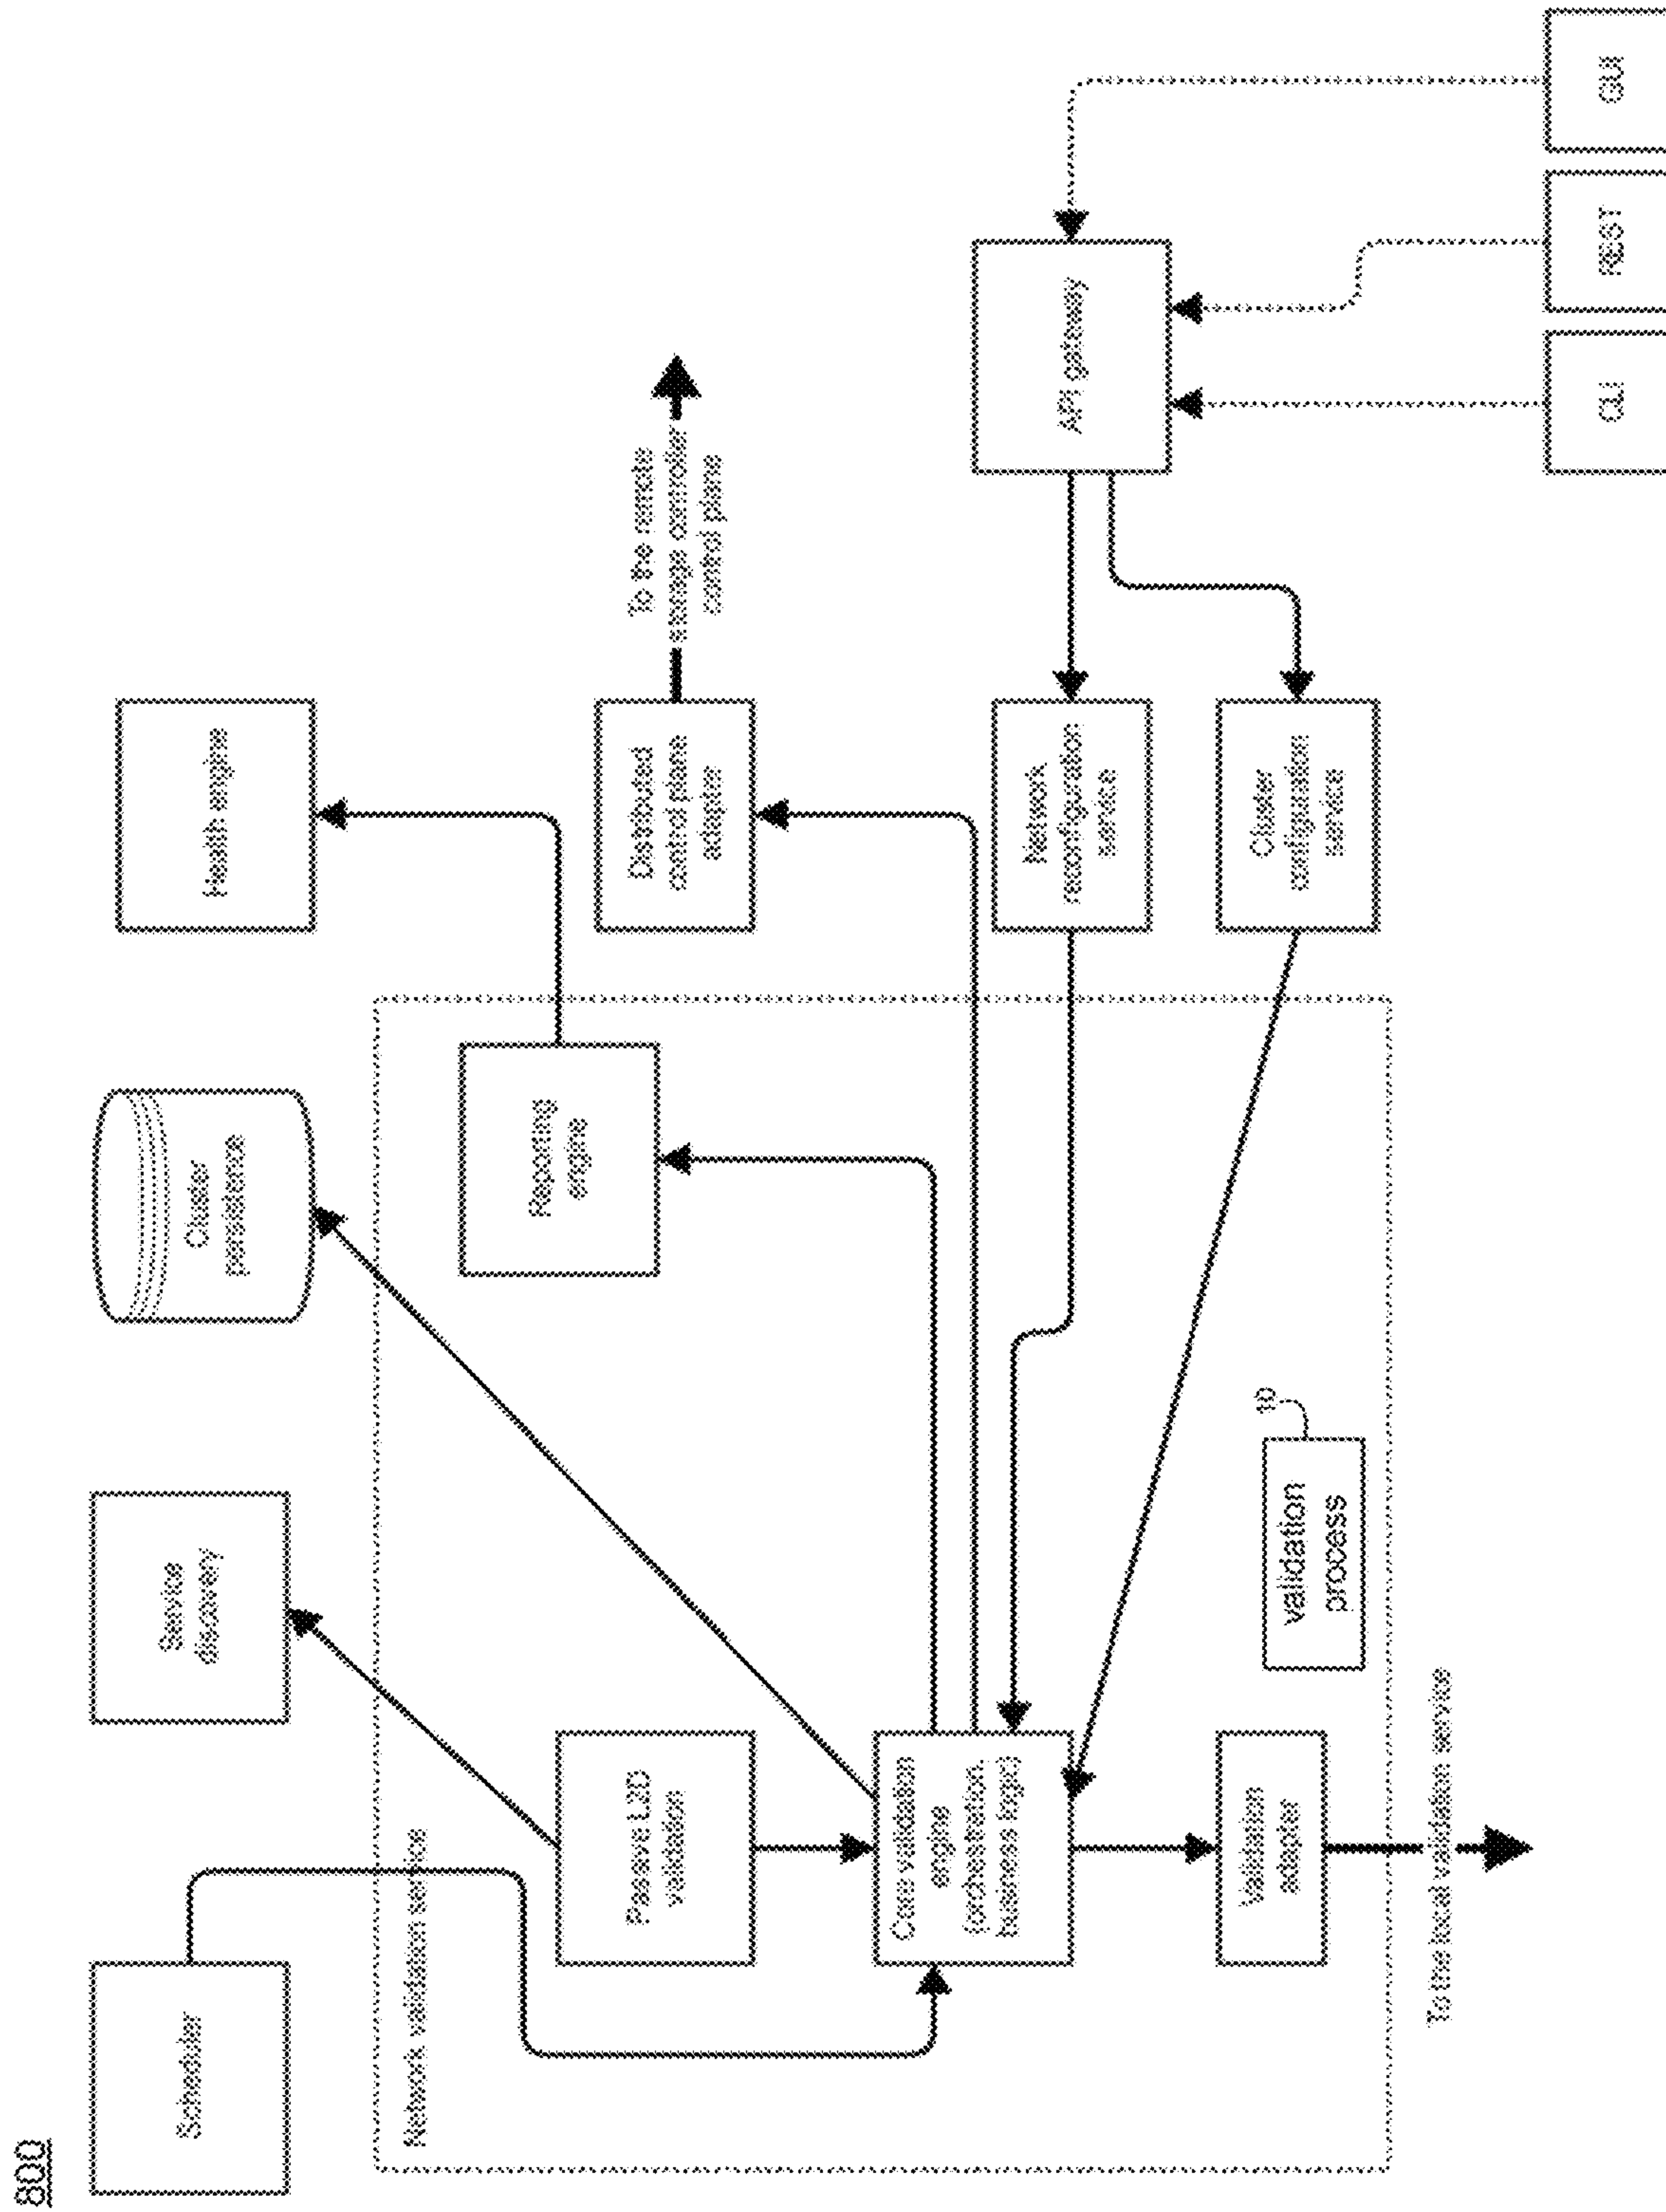 800
Scheduler
Service
discovery
Cluster
persistence
Health engine
Network validation service
Passive L2D
validation
Reporting
engine
Distributed
control plane
adapter
To the remote
storage controller
control plane
Core validation
engine
(orchestration,
business logic)
Network
reconfiguration
service
API gateway
Validation
adapter
validation
process
10
Cluster
configuration
service
To the local validation service
CLI
REST
GUI